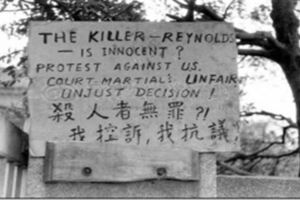 THE KILLER-REYNOLDS
- IS INNOCENT?
PROTEST AGAINST U.S.
COURT-MARTIAL: UNFAIR
UNJUST DECISION!
殺人者無罪?!
我控訴,我抗議